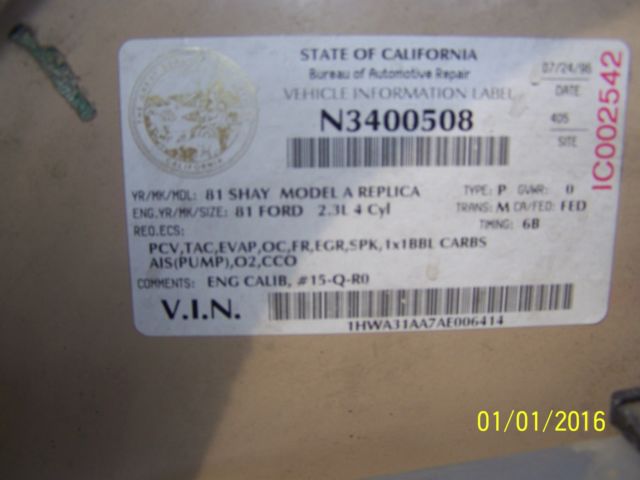 STATE OF CALIFORNIA
Bureau of Automotive Repair
VEHICLE INFORMATION LABEL
07/24/98
DATE
N3400508
405
SITE
IC002542
CALIFORNIA
YR/MK/MDL: 81 SHAY MODEL A REPLICA TYPE: P GVWR: 0
ENG.YR/MK/SIZE: 81 FORD 2.3L 4 Cyl TRANS: M CA/FED: FED
REQ.ECS: TIMING: 6B
PCV,TAC,EVAP,OC,FR,EGR,SPK,1x1BBL CARBS
AIS(PUMP),O2,CCO
COMMENTS: ENG CALIB, #15-Q-R0
V.I.N.
1HWA31AA7AE006414
01/01/2016